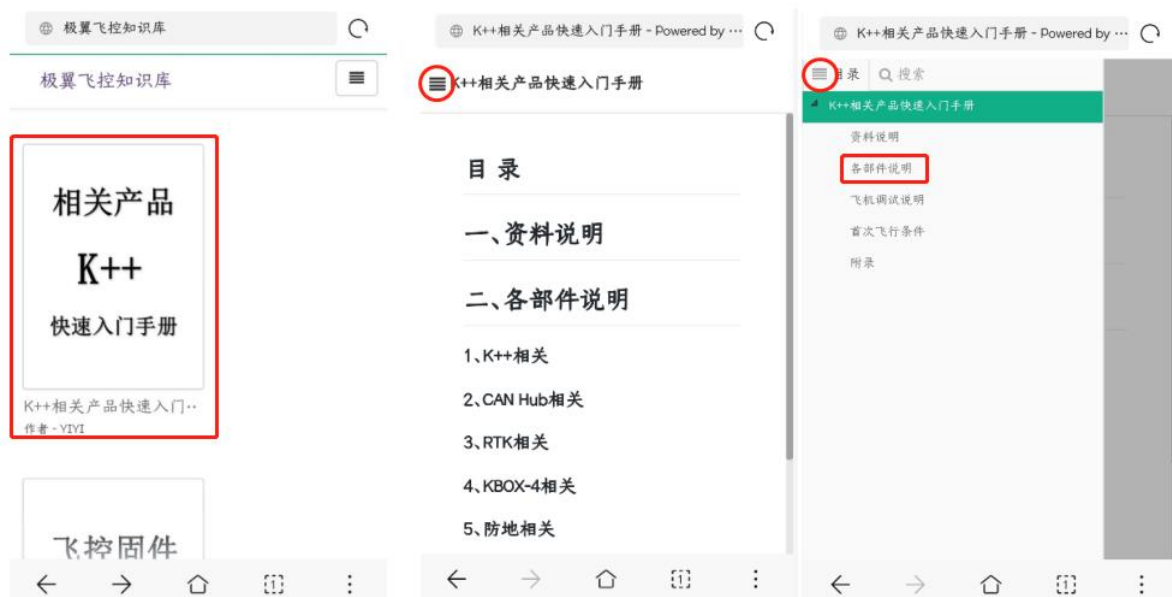 极翼飞控知识库
极翼飞控知识库
相关产品
K++
快速入门手册
K++相关产品快速入门··
作者 - YIYI
飞控固件
K++相关产品快速入门手册 - Powered by ···
K++相关产品快速入门手册
目 录
一、资料说明
二、各部件说明
1、K++相关
2、CAN Hub相关
3、RTK相关
4、KBOX-4相关
5、防地相关
[1]
[1]
K++相关产品快速入门手册 - Powered by ···
目录
搜索
K++相关产品快速入门手册
资料说明
各部件说明
飞机调试说明
首次飞行条件
附录
[1]